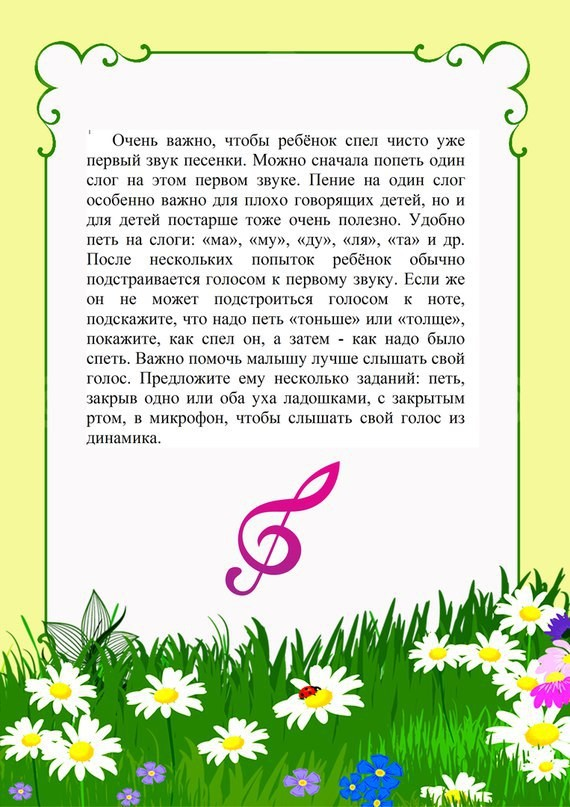 Очень важно, чтобы ребёнок спел чисто уже
первый звук песенки. Можно сначала попеть один
слог на этом первом звуке. Пение на один слог
особенно важно для плохо говорящих детей, но и
для детей постарше тоже очень полезно. Удобно
петь на слоги: «ма», «му», «ду», «ля», «та» и др.
После нескольких попыток ребёнок обычно
подстраивается голосом к первому звуку. Если же
он не может подстроиться голосом к ноте,
подскажите, что надо петь «тоньше» или «толще»,
покажите, как спел он, а затем - как надо было
спеть. Важно помочь малышу лучше слышать свой
голос. Предложите ему несколько заданий: петь,
закрыв одно или оба уха ладошками, с закрытым
ртом, в микрофон, чтобы слышать свой голос из
динамика.